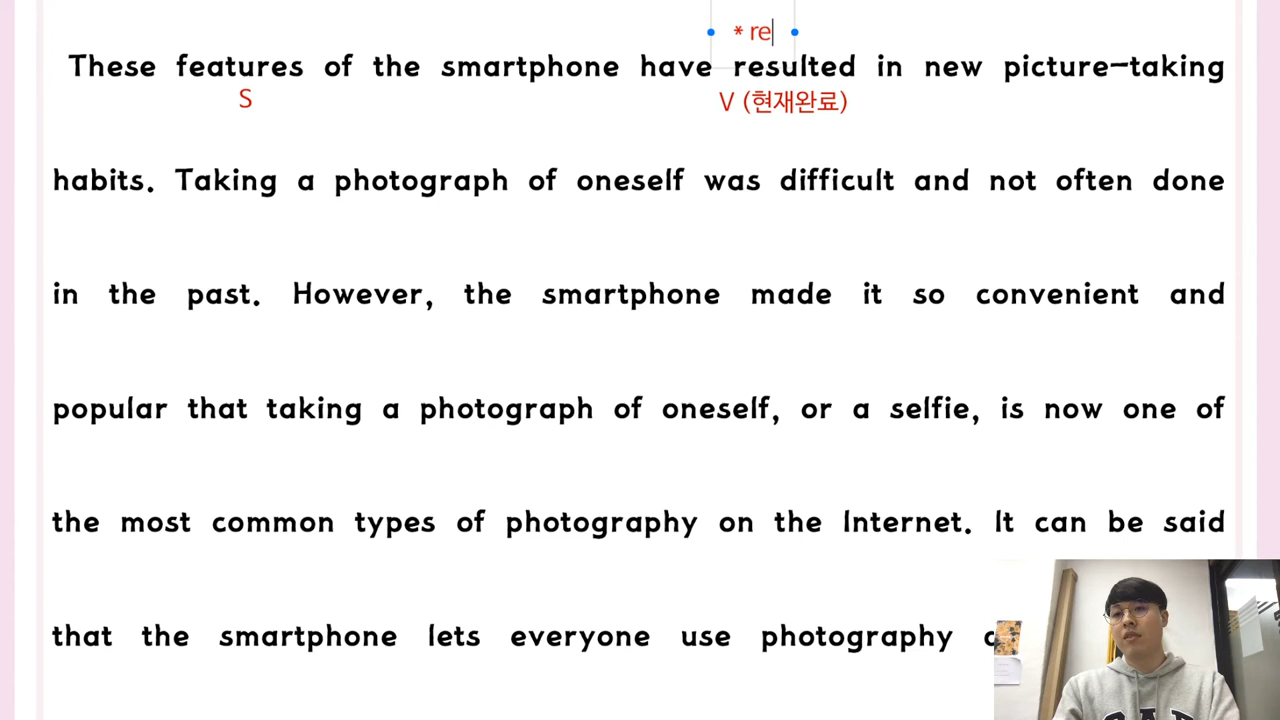 * re
These features of the smartphone have resulted in new picture-taking
S
V (현재완료)
habits. Taking a photograph of oneself was difficult and not often done
in the past. However, the smartphone made it so convenient and
popular that taking a photograph of oneself, or a selfie, is now one of
the most common types of photography on the Internet. It can be said
that the smartphone lets everyone use photography